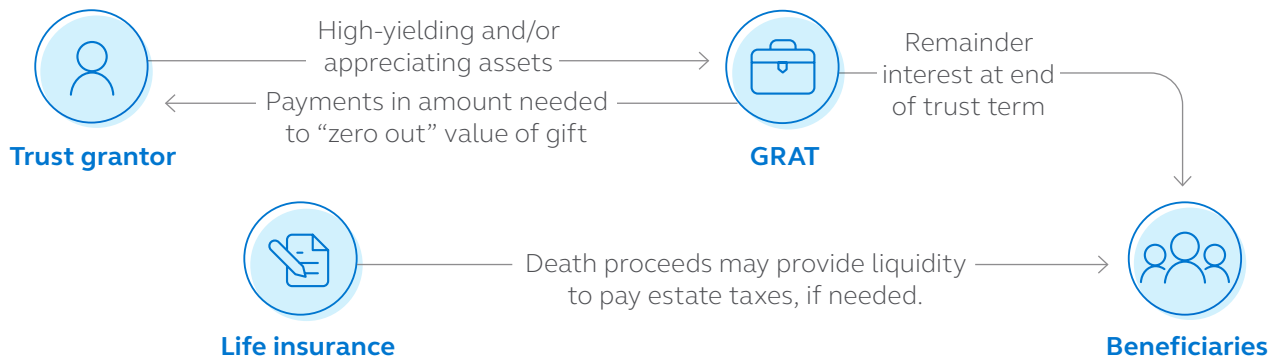 High-yielding and/or
appreciating assets
Payments in amount needed
to “zero out” value of gift
Trust grantor
GRAT
Remainder
interest at end
of trust term
Life insurance
Death proceeds may provide liquidity
to pay estate taxes, if needed.
Beneficiaries